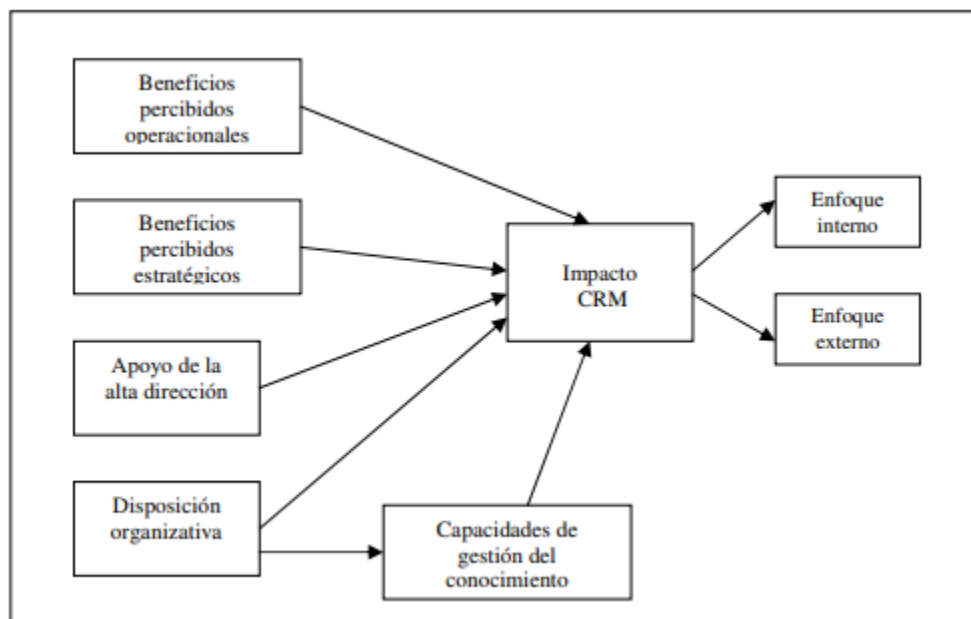 Beneficios
percibidos
operacionales
Beneficios
percibidos
estratégicos
Apoyo de la
alta dirección
Disposición
organizativa
Capacidades de
gestión del
conocimiento
Impacto
CRM
Enfoque
interno
Enfoque
externo